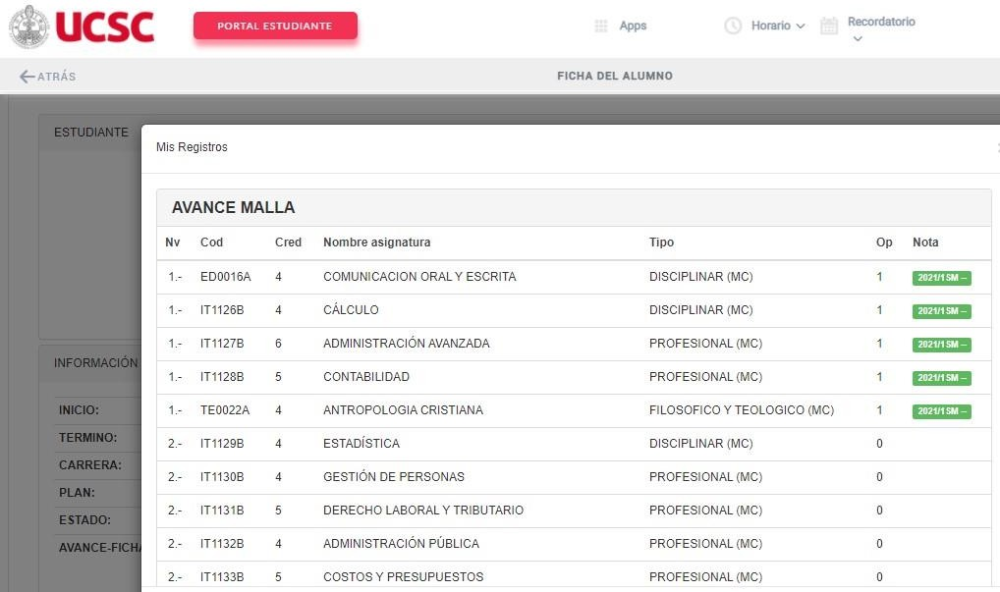 UCSC
PORTAL ESTUDIANTE
Apps
Horario
Recordatorio
ATRÁS
FICHA DEL ALUMNO
ESTUDIANTE
Mis Registros
AVANCE MALLA
Nv Cod Cred Nombre asignatura Tipo Op Nota
1.- ED0016A 4 COMUNICACION ORAL Y ESCRITA DISCIPLINAR (MC) 1 2021/1SM --
1.- IT1126B 4 CÁLCULO DISCIPLINAR (MC) 1 2021/1SM --
1.- IT1127B 6 ADMINISTRACIÓN AVANZADA PROFESIONAL (MC) 1 2021/1SM --
1.- IT1128B 5 CONTABILIDAD PROFESIONAL (MC) 1 2021/1SM --
1.- TE0022A 4 ANTROPOLOGIA CRISTIANA FILOSOFICO Y TEOLOGICO (MC) 1 2021/1SM --
2.- IT1129B 4 ESTADÍSTICA DISCIPLINAR (MC) 0
2.- IT1130B 4 GESTIÓN DE PERSONAS PROFESIONAL (MC) 0
2.- IT1131B 5 DERECHO LABORAL Y TRIBUTARIO PROFESIONAL (MC) 0
2.- IT1132B 4 ADMINISTRACIÓN PÚBLICA PROFESIONAL (MC) 0
2.- IT1133B 5 COSTOS Y PRESUPUESTOS PROFESIONAL (MC) 0
INFORMACIÓN
INICIO:
TERMINO:
CARRERA:
PLAN:
ESTADO:
AVANCE-FICHA